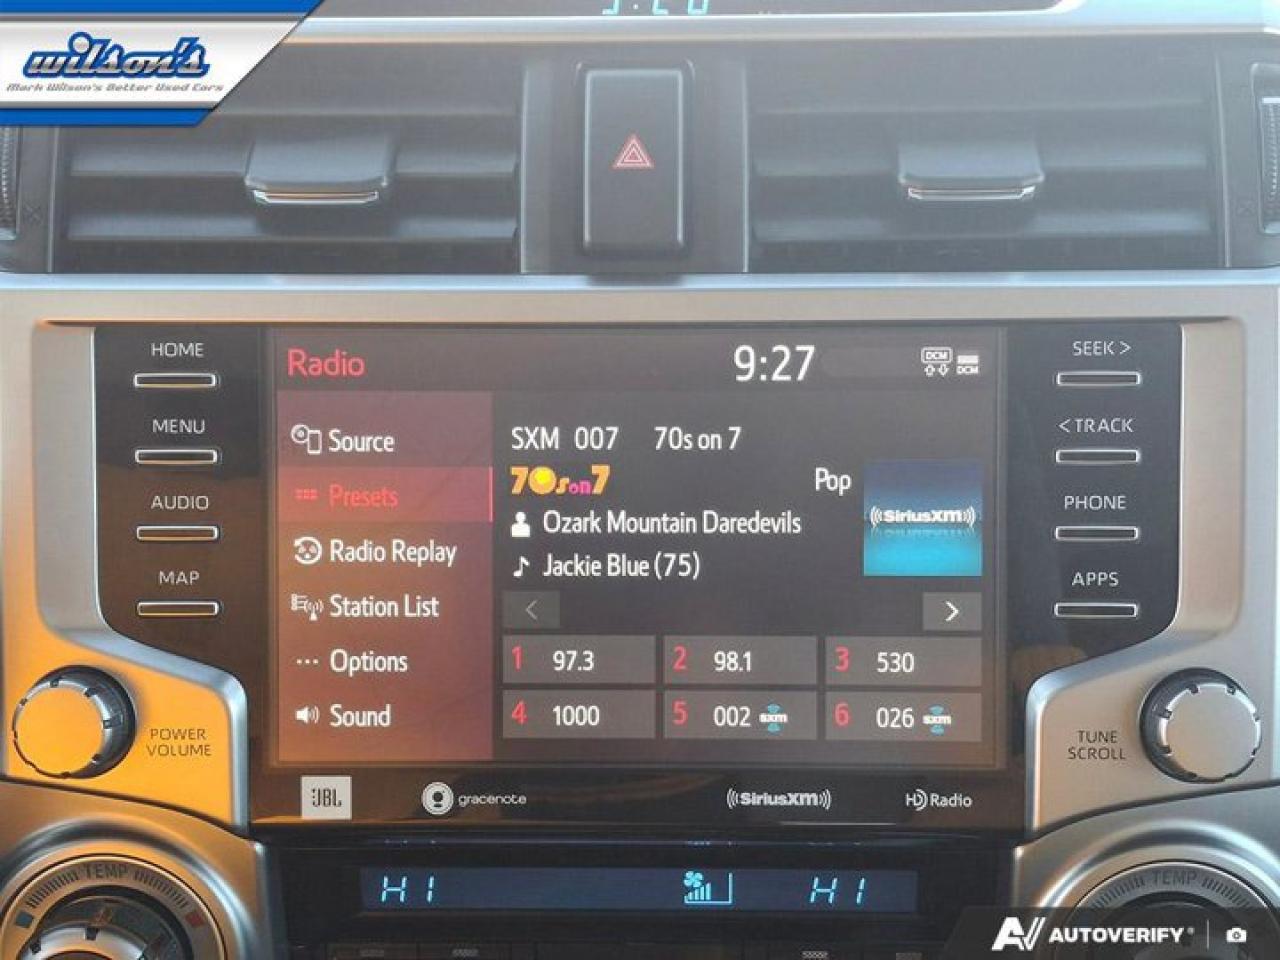 wilson's
Mark Wilson's Better Used Cars
HOME
MENU
AUDIO
MAP
POWER
VOLUME
Radio
9:27
DCM
DCM
Source
Presets
Radio Replay
Station List
Options
Sound
SXM 007 70s on 7
70s on 7
Pop
Ozark Mountain Daredevils
Jackie Blue (75)
((SiriusXM))
<
>
1 97.3
2 98.1
3 530
4 1000
5 002 sxm
6 026 sxm
SEEK >
< TRACK
PHONE
APPS
TUNE
SCROLL
JBL
gracenote
((SiriusXM))
HD Radio
TEMP
HI
HI
TEMP
AUTOVERIFY